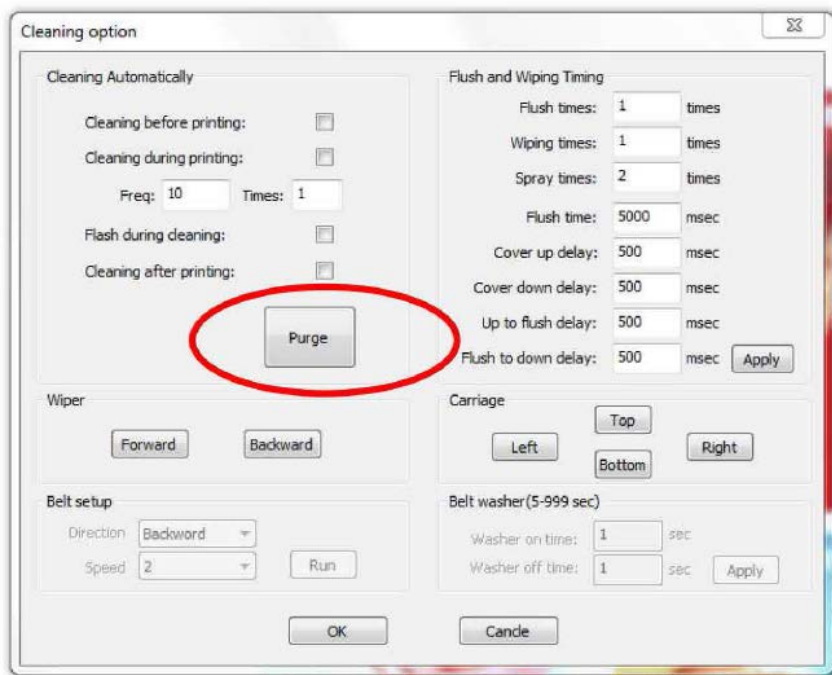 Cleaning option
Cleaning Automatically
Cleaning before printing:
Cleaning during printing:
Freq: 10 Times: 1
Flash during cleaning:
Cleaning after printing:
Purge
Flush and Wiping Timing
Flush times: 1 times
Wiping times: 1 times
Spray times: 2 times
Flush time: 5000 msec
Cover up delay: 500 msec
Cover down delay: 500 msec
Up to flush delay: 500 msec
Flush to down delay: 500 msec Apply
Wiper
Forward Backward
Carriage
Top
Left Right
Bottom
Belt setup
Direction Backword
Speed 2 Run
Belt washer(5-999 sec)
Washer on time: 1 sec
Washer off time: 1 sec Apply
OK Cancle